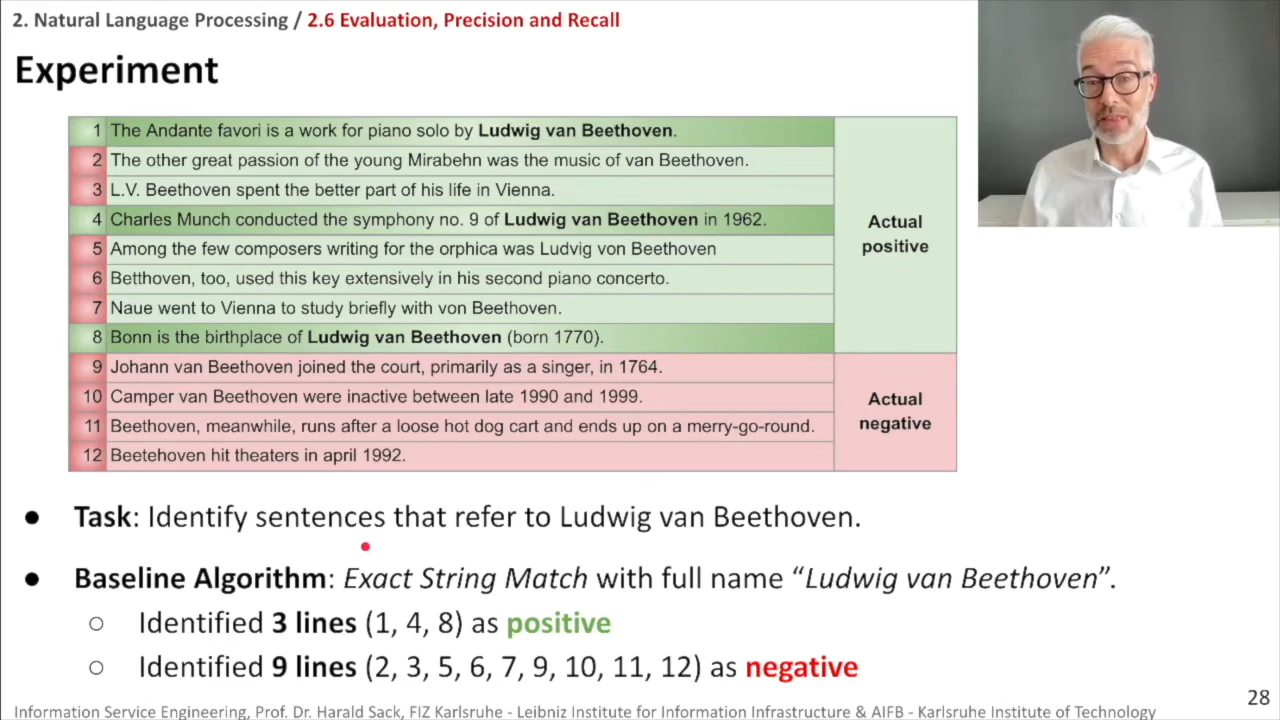 2. Natural Language Processing / 2.6 Evaluation, Precision and Recall
Experiment
1 The Andante favori is a work for piano solo by Ludwig van Beethoven.
2 The other great passion of the young Mirabehn was the music of van Beethoven.
3 L.V. Beethoven spent the better part of his life in Vienna.
4 Charles Munch conducted the symphony no. 9 of Ludwig van Beethoven in 1962.
5 Among the few composers writing for the orphica was Ludvig von Beethoven
6 Betthoven, too, used this key extensively in his second piano concerto.
7 Naue went to Vienna to study briefly with von Beethoven.
8 Bonn is the birthplace of Ludwig van Beethoven (born 1770).
Actual
positive
9 Johann van Beethoven joined the court, primarily as a singer, in 1764.
10 Camper van Beethoven were inactive between late 1990 and 1999.
11 Beethoven, meanwhile, runs after a loose hot dog cart and ends up on a merry-go-round.
12 Beetehoven hit theaters in april 1992.
Actual
negative
● Task: Identify sentences that refer to Ludwig van Beethoven.
● Baseline Algorithm: Exact String Match with full name “Ludwig van Beethoven”.
○ Identified 3 lines (1, 4, 8) as positive
○ Identified 9 lines (2, 3, 5, 6, 7, 9, 10, 11, 12) as negative
Information Service Engineering, Prof. Dr. Harald Sack, FIZ Karlsruhe - Leibniz Institute for Information Infrastructure & AIFB - Karlsruhe Institute of Technology
28